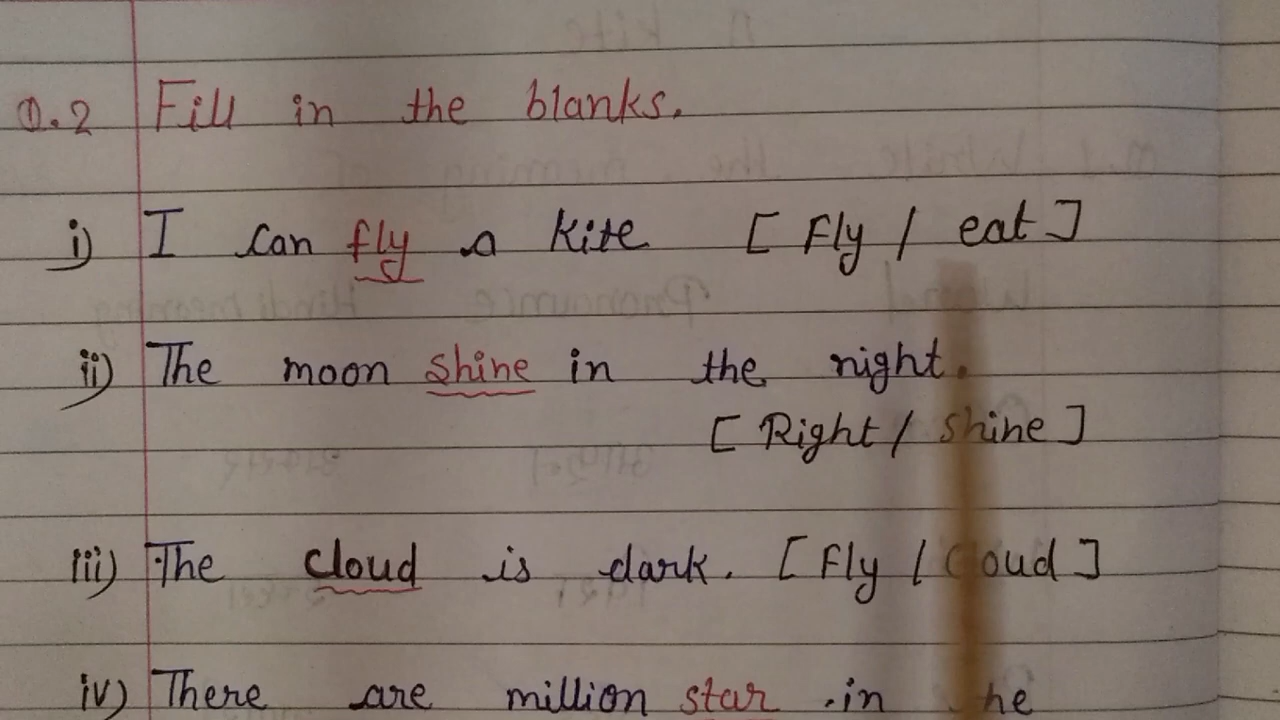 Q.2 Fill in the blanks.
i) I can fly a kite [ Fly / eat ]
ii) The moon shine in the night.
[ Right / Shine ]
iii) The cloud is dark. [ Fly / Cloud ]
iv) There are million star in the